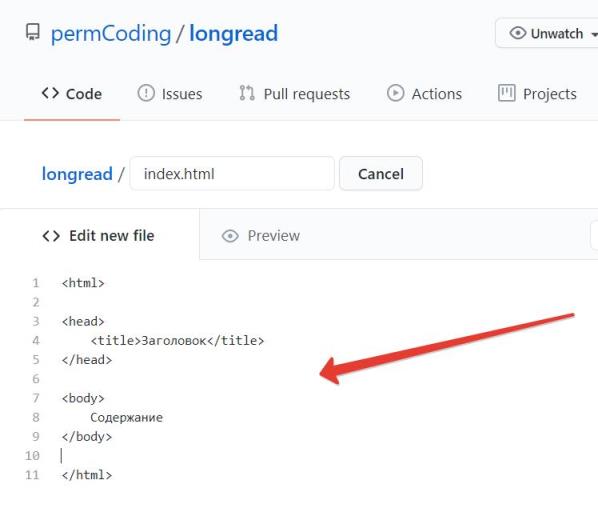 permCoding / longread
Unwatch
Code Issues Pull requests Actions Projects
longread / index.html Cancel
Edit new file Preview
1 <html>
2
3 <head>
4 <title>Заголовок</title>
5 </head>
6
7 <body>
8 Содержание
9 </body>
10
11 </html>